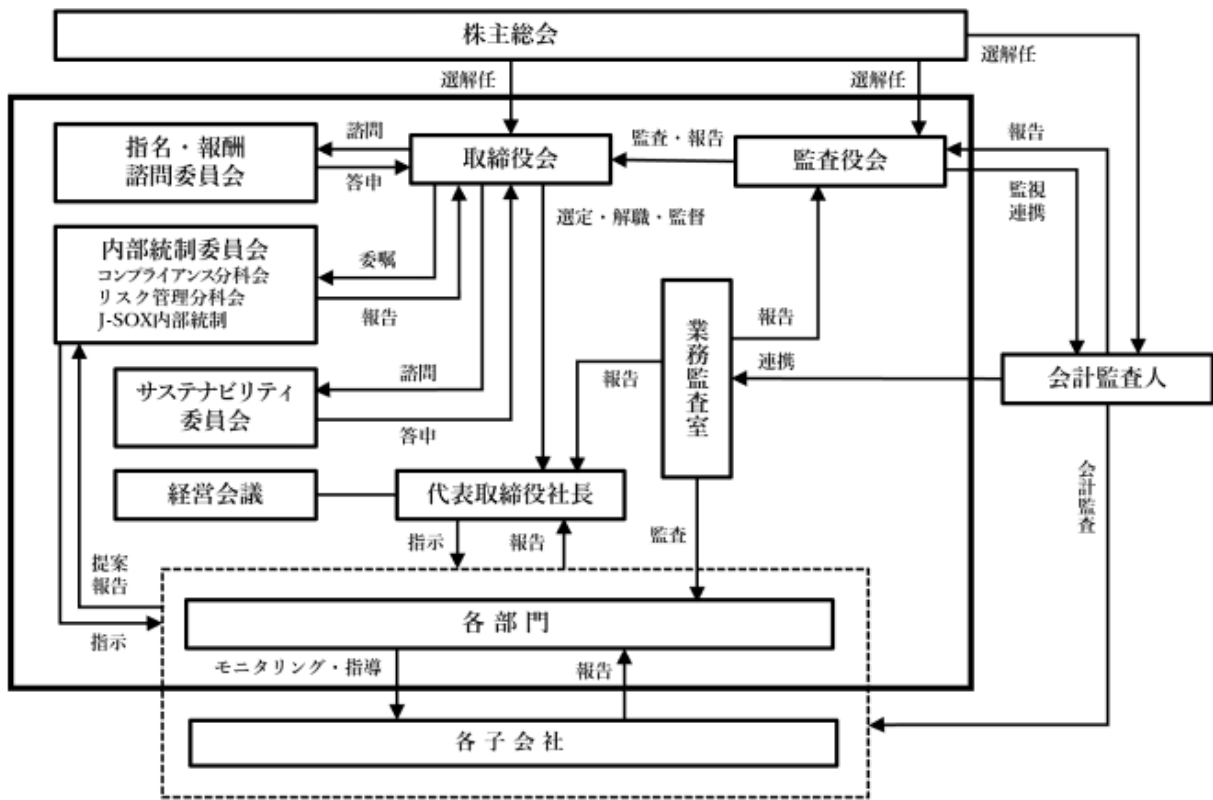 株主総会
選解任
選解任
選解任
指名・報酬
諮問委員会
諮問
答申
取締役会
監査・報告
監査役会
報告
監視
連携
選定・解職・監督
内部統制委員会
コンプライアンス分科会
リスク管理分科会
J-SOX内部統制
委嘱
報告
業務監査室
報告
連携
報告
会計監査人
サステナビリティ
委員会
諮問
答申
経営会議
代表取締役社長
会計監査
指示
報告
監査
提案
報告
指示
各部門
モニタリング・指導
報告
各子会社